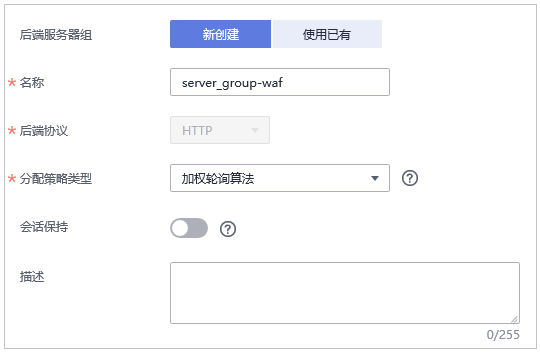 后端服务器组 新创建 使用已有
* 名称 server_group-waf
* 后端协议 HTTP
* 分配策略类型 加权轮询算法 ?
会话保持 ?
描述
0/255